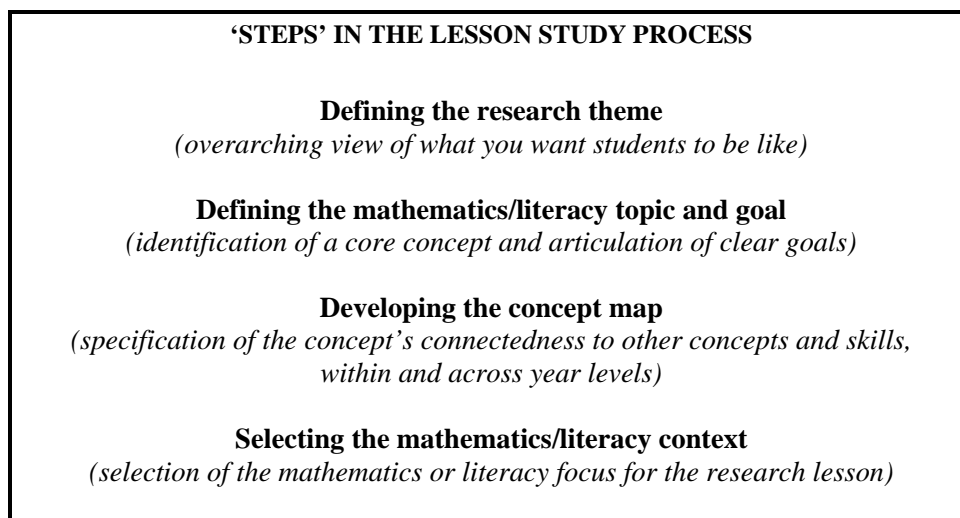 ‘STEPS’ IN THE LESSON STUDY PROCESS
Defining the research theme
(overarching view of what you want students to be like)
Defining the mathematics/literacy topic and goal
(identification of a core concept and articulation of clear goals)
Developing the concept map
(specification of the concept’s connectedness to other concepts and skills,
within and across year levels)
Selecting the mathematics/literacy context
(selection of the mathematics or literacy focus for the research lesson)